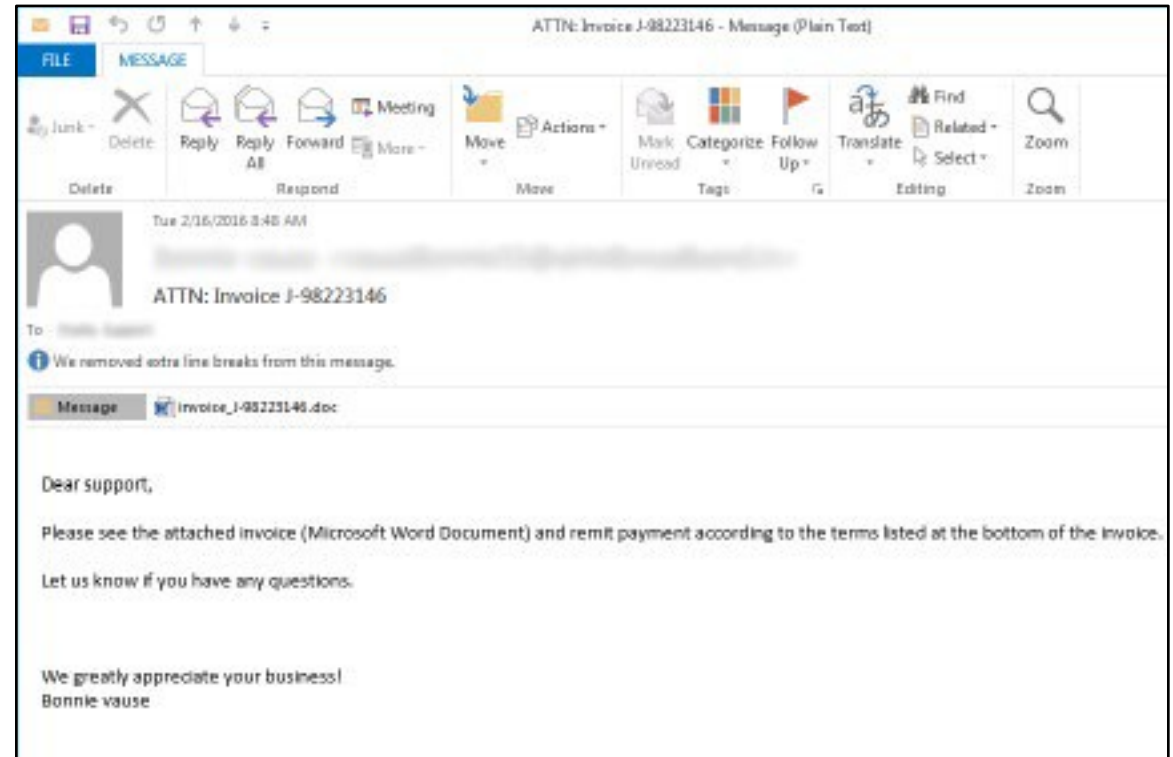 ATTN: Invoice J-98223146 - Message (Plain Text)
FILE MESSAGE
Junk Delete Reply Reply All Forward Meeting More Move Actions Mark Unread Categorize Follow Up Translate Find Related Select Zoom
Delete Respond Move Tags Editing Zoom
Tue 2/16/2016 8:48 AM
ATTN: Invoice J-98223146
To
We removed extra line breaks from this message.
Message invoice_J-98223146.doc
Dear support,
Please see the attached invoice (Microsoft Word Document) and remit payment according to the terms listed at the bottom of the invoice.
Let us know if you have any questions.
We greatly appreciate your business!
Bonnie vause